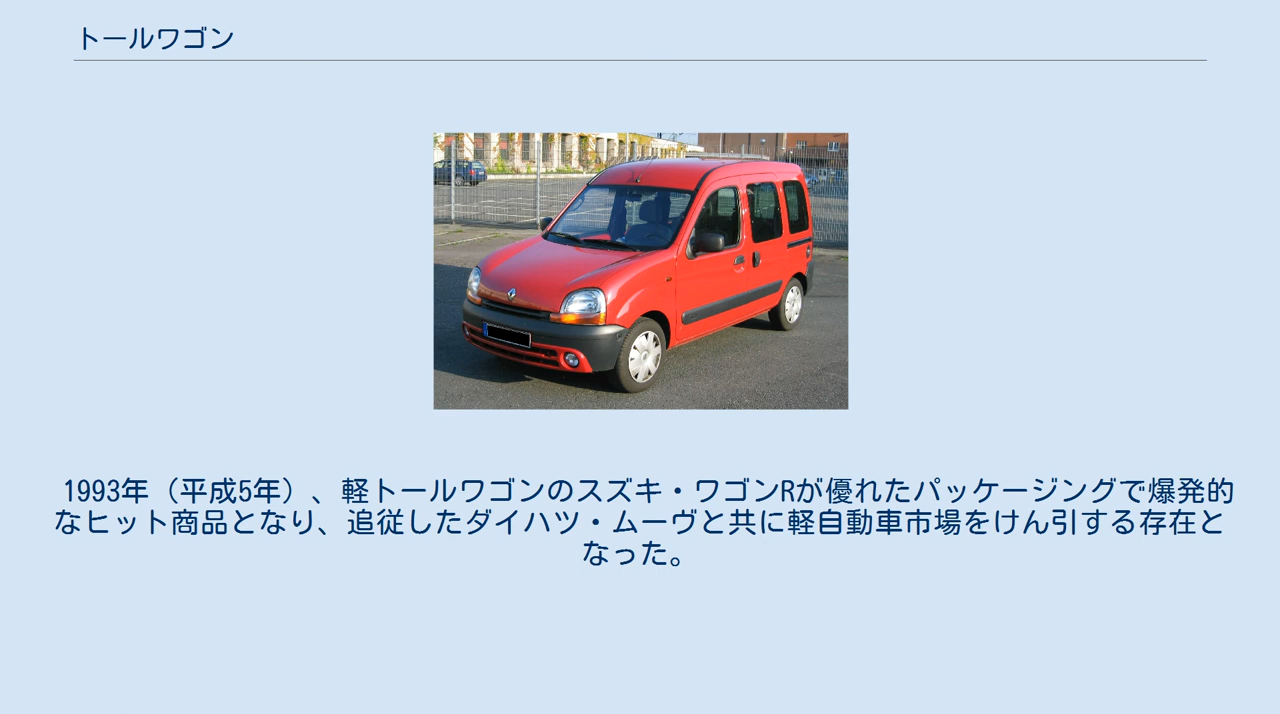 トールワゴン
1993年（平成5年）、軽トールワゴンのスズキ・ワゴンRが優れたパッケージングで爆発的
なヒット商品となり、追従したダイハツ・ムーヴと共に軽自動車市場をけん引する存在と
なった。